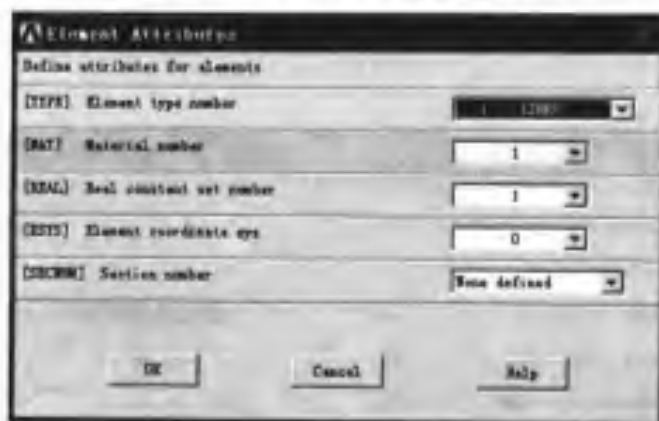 Element Attributes
Define attributes for elements
[TYPE] Element type number
1
[MAT] Material number
1
[REAL] Real constant set number
1
[ESYS] Element coordinate sys
0
[SECNUM] Section number
None defined
OK Cancel Help